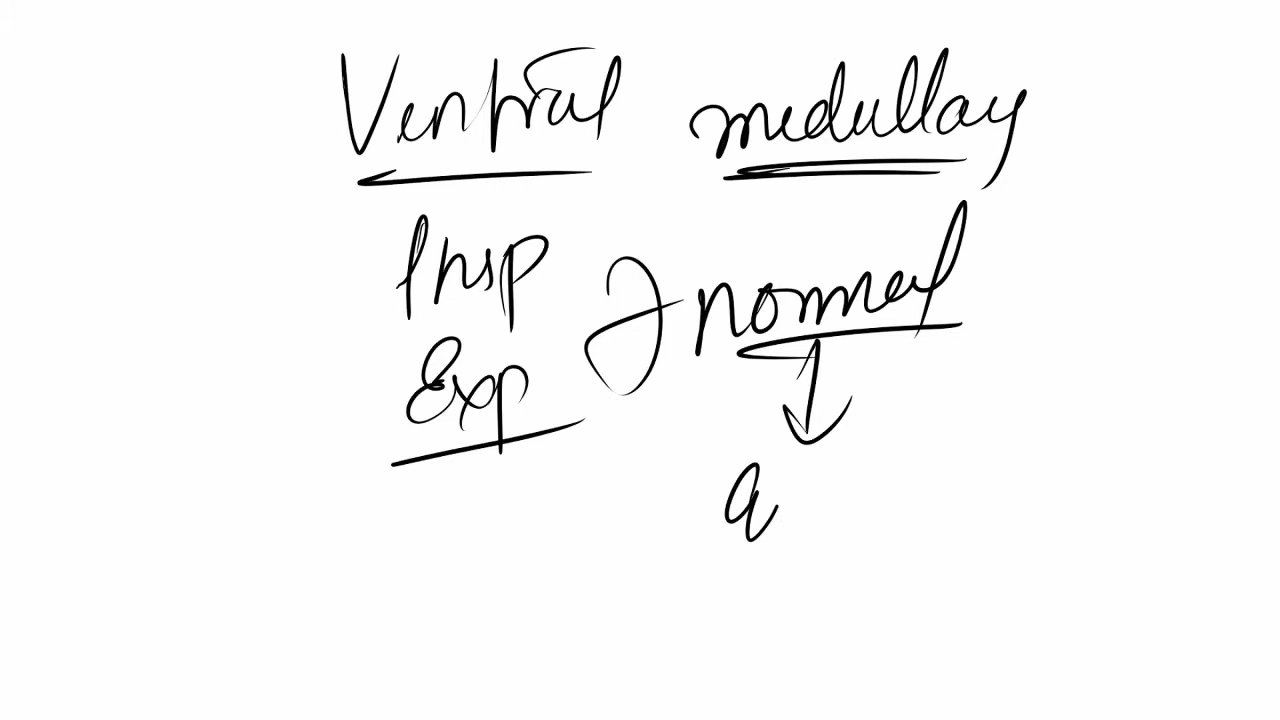 Ventral medullay
Insp
} normal
Exp
↓
q